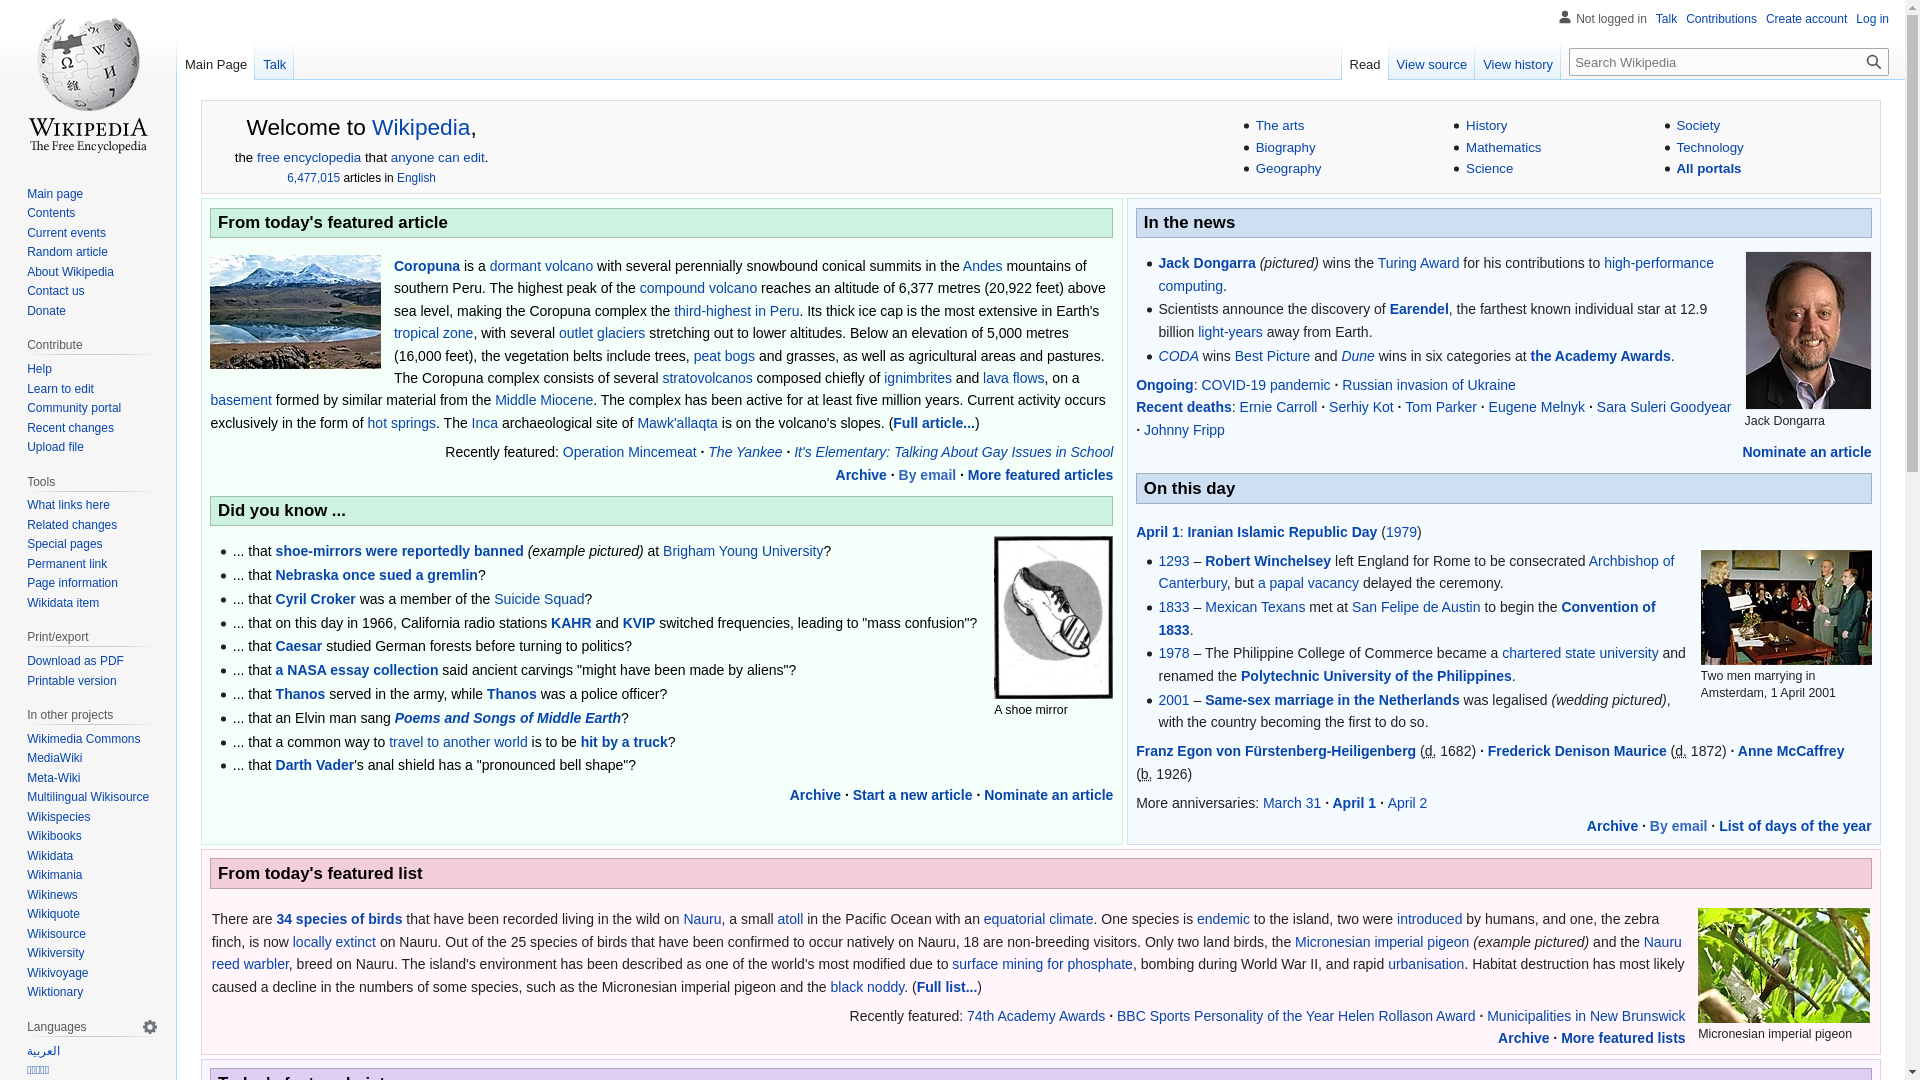 Not logged in Talk Contributions Create account Log in
Main Page Talk
Read View source View history Search Wikipedia
WIKIPEDIA
The Free Encyclopedia
Main page
Contents
Current events
Random article
About Wikipedia
Contact us
Donate
Contribute
Help
Learn to edit
Community portal
Recent changes
Upload file
Tools
What links here
Related changes
Special pages
Permanent link
Page information
Wikidata item
Print/export
Download as PDF
Printable version
In other projects
Wikimedia Commons
MediaWiki
Meta-Wiki
Multilingual Wikisource
Wikispecies
Wikibooks
Wikidata
Wikimania
Wikinews
Wikiquote
Wikisource
Wikiversity
Wikivoyage
Wiktionary
Languages
العربية
Welcome to Wikipedia,
the free encyclopedia that anyone can edit.
6,477,015 articles in English
The arts
Biography
Geography
History
Mathematics
Science
Society
Technology
All portals
From today's featured article
Coropuna is a dormant volcano with several perennially snowbound conical summits in the Andes mountains of
southern Peru. The highest peak of the compound volcano reaches an altitude of 6,377 metres (20,922 feet) above
sea level, making the Coropuna complex the third-highest in Peru. Its thick ice cap is the most extensive in Earth's
tropical zone, with several outlet glaciers stretching out to lower altitudes. Below an elevation of 5,000 metres
(16,000 feet), the vegetation belts include trees, peat bogs and grasses, as well as agricultural areas and pastures.
The Coropuna complex consists of several stratovolcanos composed chiefly of ignimbrites and lava flows, on a
basement formed by similar material from the Middle Miocene. The complex has been active for at least five million years. Current activity occurs
exclusively in the form of hot springs. The Inca archaeological site of Mawk'allaqta is on the volcano's slopes. (Full article...)
Recently featured: Operation Mincemeat · The Yankee · It's Elementary: Talking About Gay Issues in School
Archive · By email · More featured articles
Did you know ...
... that shoe-mirrors were reportedly banned (example pictured) at Brigham Young University?
... that Nebraska once sued a gremlin?
... that Cyril Croker was a member of the Suicide Squad?
... that on this day in 1966, California radio stations KAHR and KVIP switched frequencies, leading to "mass confusion"?
... that Caesar studied German forests before turning to politics?
... that a NASA essay collection said ancient carvings "might have been made by aliens"?
... that Thanos served in the army, while Thanos was a police officer?
... that an Elvin man sang Poems and Songs of Middle Earth?
... that a common way to travel to another world is to be hit by a truck?
... that Darth Vader's anal shield has a "pronounced bell shape"?
A shoe mirror
Archive · Start a new article · Nominate an article
In the news
Jack Dongarra (pictured) wins the Turing Award for his contributions to high-performance
computing.
Scientists announce the discovery of Earendel, the farthest known individual star at 12.9
billion light-years away from Earth.
CODA wins Best Picture and Dune wins in six categories at the Academy Awards.
Jack Dongarra
Ongoing: COVID-19 pandemic · Russian invasion of Ukraine
Recent deaths: Ernie Carroll · Serhiy Kot · Tom Parker · Eugene Melnyk · Sara Suleri Goodyear
· Johnny Fripp
Nominate an article
On this day
April 1: Iranian Islamic Republic Day (1979)
1293 – Robert Winchelsey left England for Rome to be consecrated Archbishop of
Canterbury, but a papal vacancy delayed the ceremony.
1833 – Mexican Texans met at San Felipe de Austin to begin the Convention of
1833.
1978 – The Philippine College of Commerce became a chartered state university and
renamed the Polytechnic University of the Philippines.
2001 – Same-sex marriage in the Netherlands was legalised (wedding pictured),
with the country becoming the first to do so.
Two men marrying in
Amsterdam, 1 April 2001
Franz Egon von Fürstenberg-Heiligenberg (d. 1682) · Frederick Denison Maurice (d. 1872) · Anne McCaffrey
(b. 1926)
More anniversaries: March 31 · April 1 · April 2
Archive · By email · List of days of the year
From today's featured list
There are 34 species of birds that have been recorded living in the wild on Nauru, a small atoll in the Pacific Ocean with an equatorial climate. One species is endemic to the island, two were introduced by humans, and one, the zebra
finch, is now locally extinct on Nauru. Out of the 25 species of birds that have been confirmed to occur natively on Nauru, 18 are non-breeding visitors. Only two land birds, the Micronesian imperial pigeon (example pictured) and the Nauru
reed warbler, breed on Nauru. The island's environment has been described as one of the world's most modified due to surface mining for phosphate, bombing during World War II, and rapid urbanisation. Habitat destruction has most likely
caused a decline in the numbers of some species, such as the Micronesian imperial pigeon and the black noddy. (Full list...)
Micronesian imperial pigeon
Recently featured: 74th Academy Awards · BBC Sports Personality of the Year Helen Rollason Award · Municipalities in New Brunswick
Archive · More featured lists